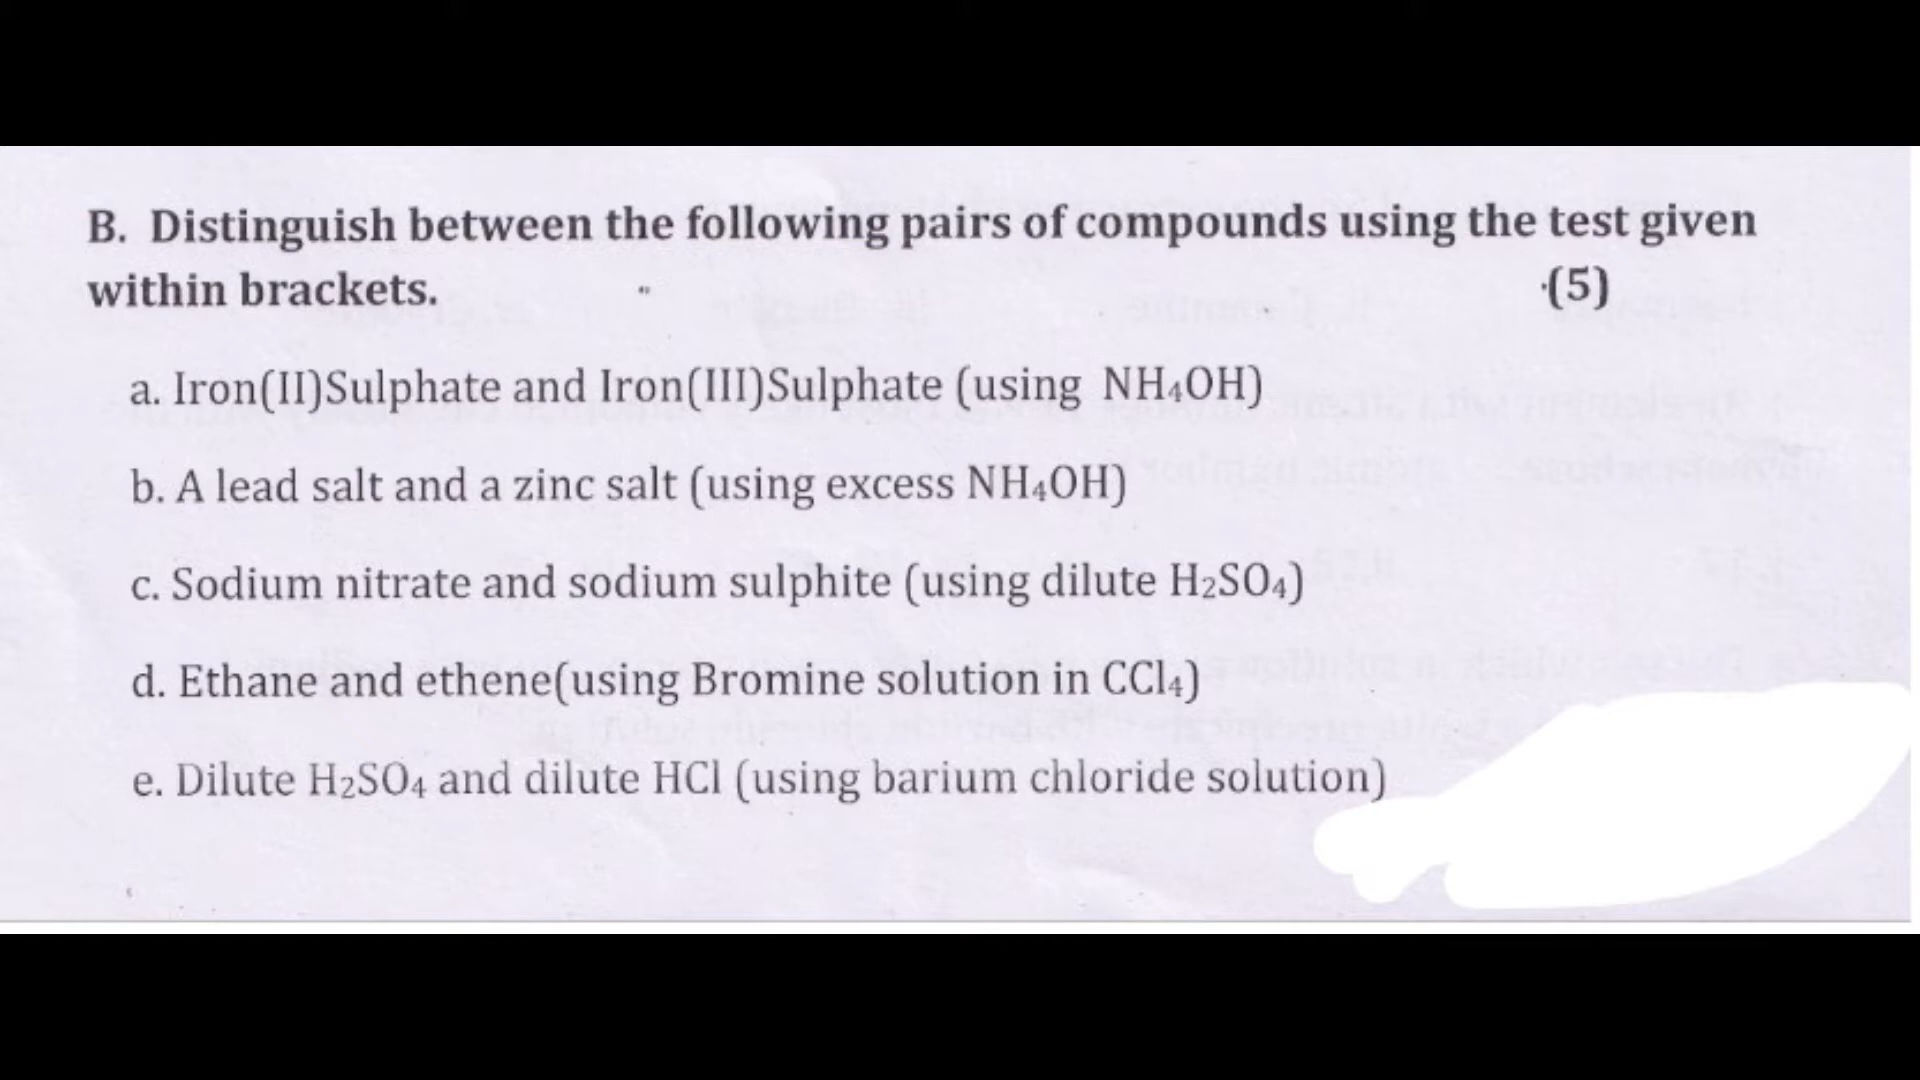 B. Distinguish between the following pairs of compounds using the test given
within brackets. (5)
a. Iron(II)Sulphate and Iron(III)Sulphate (using NH₄OH)
b. A lead salt and a zinc salt (using excess NH₄OH)
c. Sodium nitrate and sodium sulphite (using dilute H₂SO₄)
d. Ethane and ethene(using Bromine solution in CCl₄)
e. Dilute H₂SO₄ and dilute HCl (using barium chloride solution)